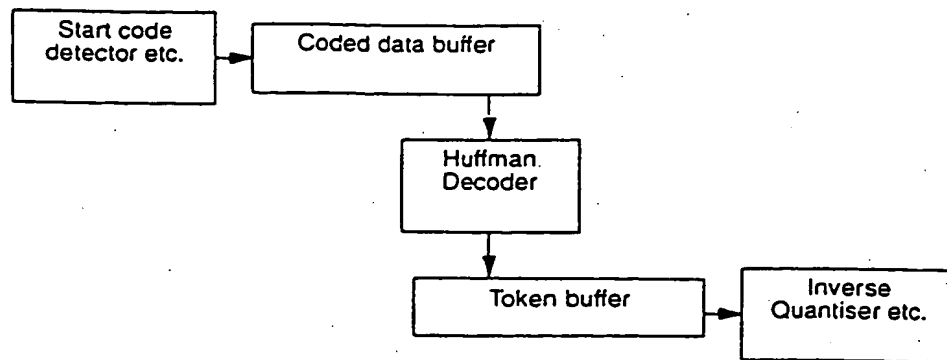 Start code
detector etc.
Coded data buffer
Huffman
Decoder
Token buffer
Inverse
Quantiser etc.